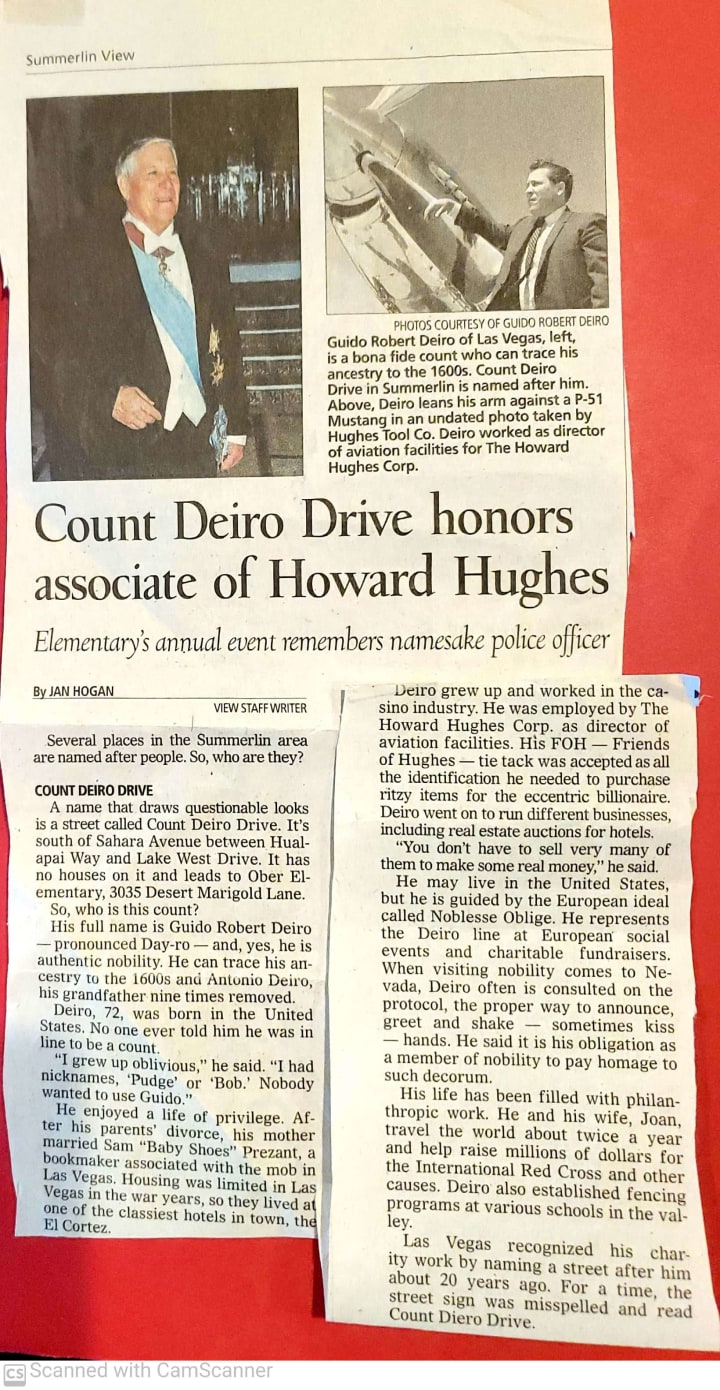 Summerlin View
PHOTOS COURTESY OF GUIDO ROBERT DEIRO
Guido Robert Deiro of Las Vegas, left,
is a bona fide count who can trace his
ancestry to the 1600s. Count Deiro
Drive in Summerlin is named after him.
Above, Deiro leans his arm against a P-51
Mustang in an undated photo taken by
Hughes Tool Co. Deiro worked as director
of aviation facilities for The Howard
Hughes Corp.
Count Deiro Drive honors
associate of Howard Hughes
Elementary's annual event remembers namesake police officer
By JAN HOGAN
VIEW STAFF WRITER
Several places in the Summerlin area
are named after people. So, who are they?
COUNT DEIRO DRIVE
A name that draws questionable looks
is a street called Count Deiro Drive. It's
south of Sahara Avenue between Hual-
apai Way and Lake West Drive. It has
no houses on it and leads to Ober El-
ementary, 3035 Desert Marigold Lane.
So, who is this count?
His full name is Guido Robert Deiro
— pronounced Day-ro — and, yes, he is
authentic nobility. He can trace his an-
cestry to the 1600s and Antonio Deiro,
his grandfather nine times removed.
Deiro, 72, was born in the United
States. No one ever told him he was in
line to be a count.
"I grew up oblivious," he said. "I had
nicknames, 'Pudge' or 'Bob.' Nobody
wanted to use Guido."
He enjoyed a life of privilege. Af-
ter his parents' divorce, his mother
married Sam "Baby Shoes" Prezant, a
bookmaker associated with the mob in
Las Vegas. Housing was limited in Las
Vegas in the war years, so they lived at
one of the classiest hotels in town, the
El Cortez.
Deiro grew up and worked in the ca-
sino industry. He was employed by The
Howard Hughes Corp. as director of
aviation facilities. His FOH — Friends
of Hughes — tie tack was accepted as all
the identification he needed to purchase
ritzy items for the eccentric billionaire.
Deiro went on to run different businesses,
including real estate auctions for hotels.
"You don't have to sell very many of
them to make some real money," he said.
He may live in the United States,
but he is guided by the European ideal
called Noblesse Oblige. He represents
the Deiro line at European social
events and charitable fundraisers.
When visiting nobility comes to Ne-
vada, Deiro often is consulted on the
protocol, the proper way to announce,
greet and shake — sometimes kiss
— hands. He said it is his obligation as
a member of nobility to pay homage to
such decorum.
His life has been filled with philan-
thropic work. He and his wife, Joan,
travel the world about twice a year
and help raise millions of dollars for
the International Red Cross and other
causes. Deiro also established fencing
programs at various schools in the val-
ley.
Las Vegas recognized his char-
ity work by naming a street after him
about 20 years ago. For a time, the
street sign was misspelled and read
Count Diero Drive.
CS Scanned with CamScanner